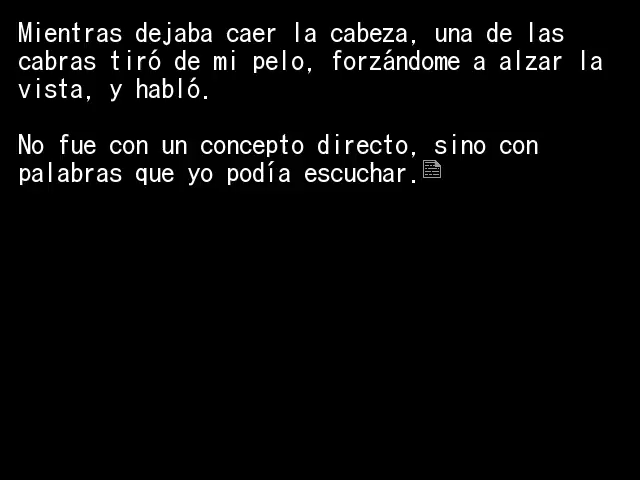 Mientras dejaba caer la cabeza, una de las
cabras tiró de mi pelo, forzándome a alzar la
vista, y habló.
No fue con un concepto directo, sino con
palabras que yo podía escuchar.